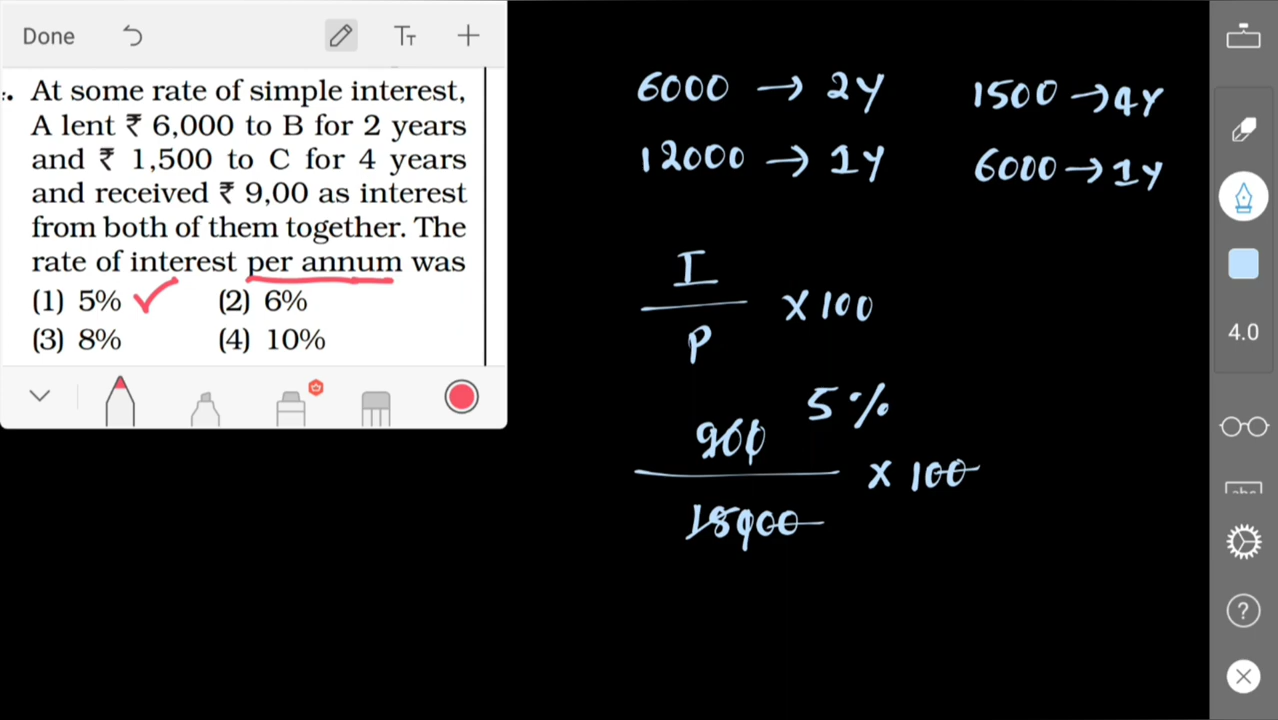 Done
TT
. At some rate of simple interest,
A lent ₹ 6,000 to B for 2 years
and ₹ 1,500 to C for 4 years
and received ₹ 9,00 as interest
from both of them together. The
rate of interest per annum was
(1) 5% (2) 6%
(3) 8% (4) 10%
6000 → 2Y 1500 → 4Y
12000 → 1Y 6000 → 1Y
I
P
× 100
5%
900
18000
× 100
4.0
abc
?